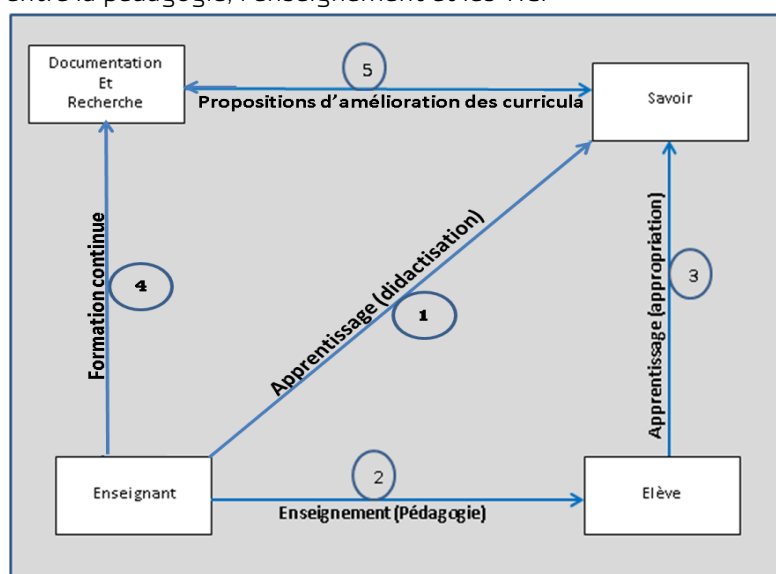 entre la pédagogie, l'enseignement et les TICE
Documentation
Et
Recherche
5
Propositions d'amélioration des curricula
Savoir
Formation continue
4
Apprentissage (didactisation)
1
Apprentissage (appropriation)
3
Enseignant
2
Enseignement (Pédagogie)
Elève